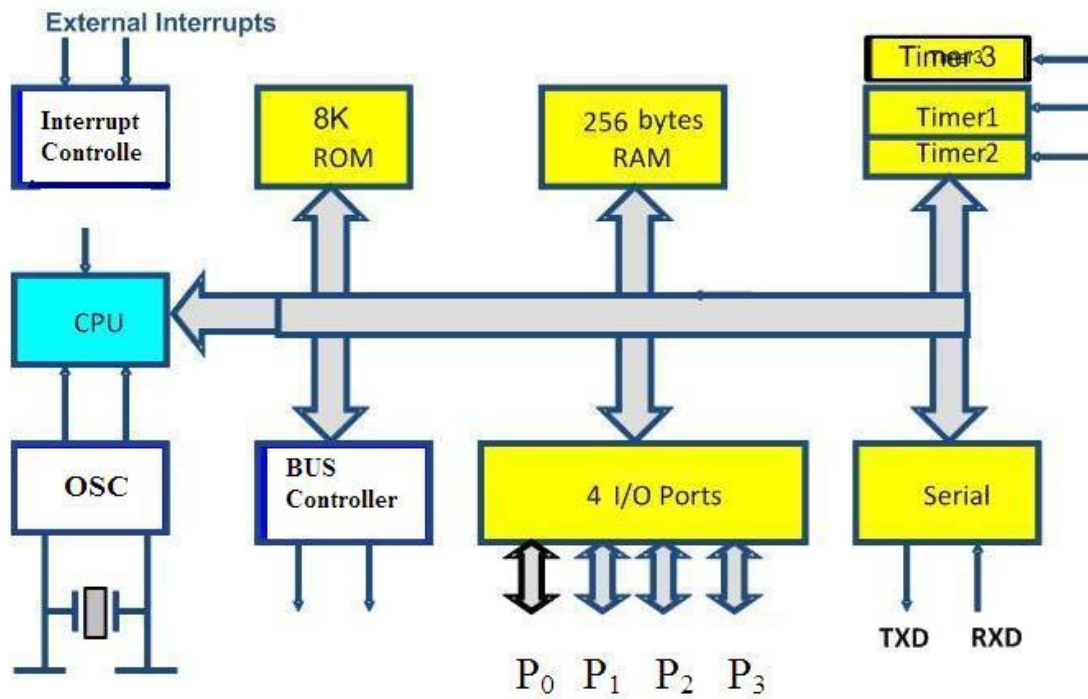 External Interrupts
Timer 3
Interrupt
Controlle
8K
ROM
256 bytes
RAM
Timer1
Timer2
CPU
OSC
BUS
Controller
4 I/O Ports
Serial
TXD RXD
P0 P1 P2 P3